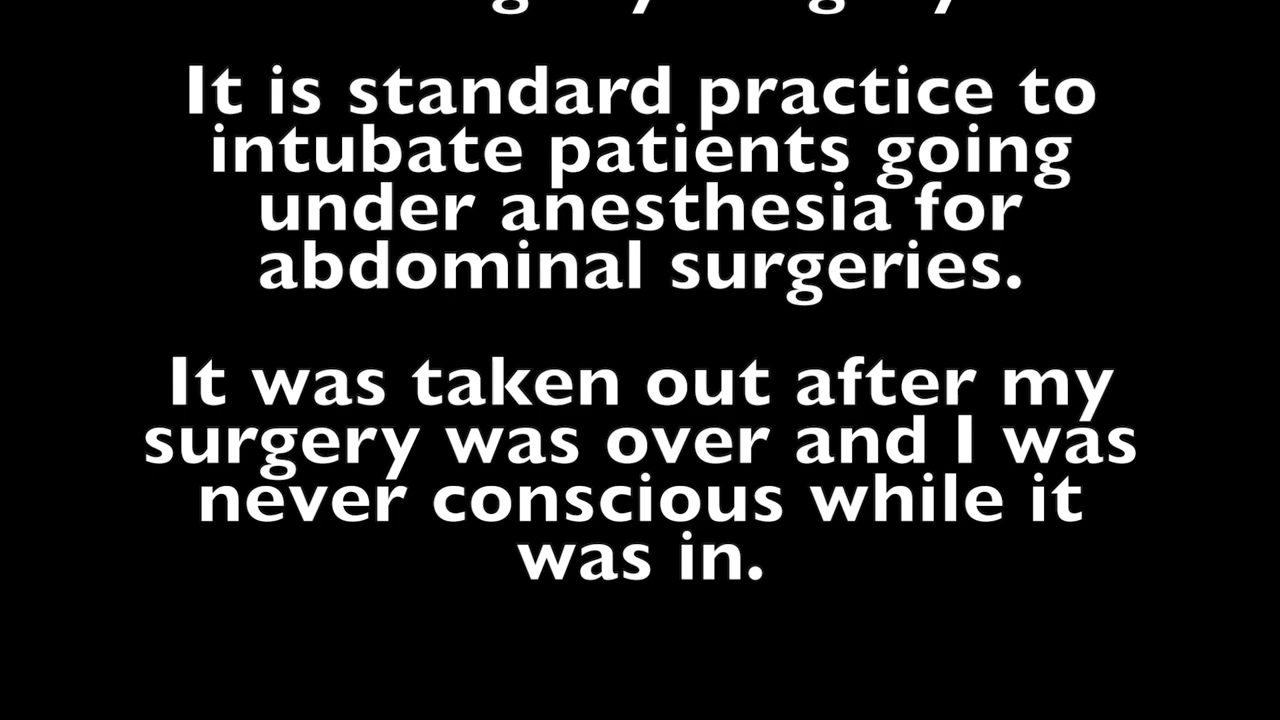 It is standard practice to
intubate patients going
under anesthesia for
abdominal surgeries.
It was taken out after my
surgery was over and I was
never conscious while it
was in.